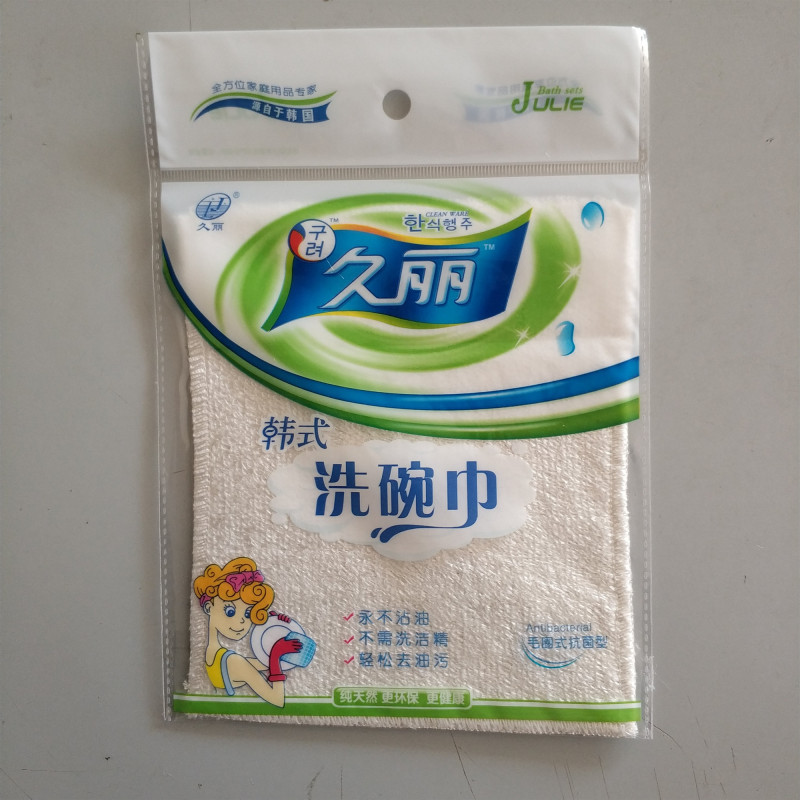 全方位家庭用品专家
源自于韩国
Bath sets
JULIE
久丽
®
구려
™
CLEAN WARE
한식행주
久丽
™
韩式
洗碗巾
永不沾油
不需洗洁精
轻松去油污
Antibacterial
毛圈式抗菌型
纯天然 更环保 更健康